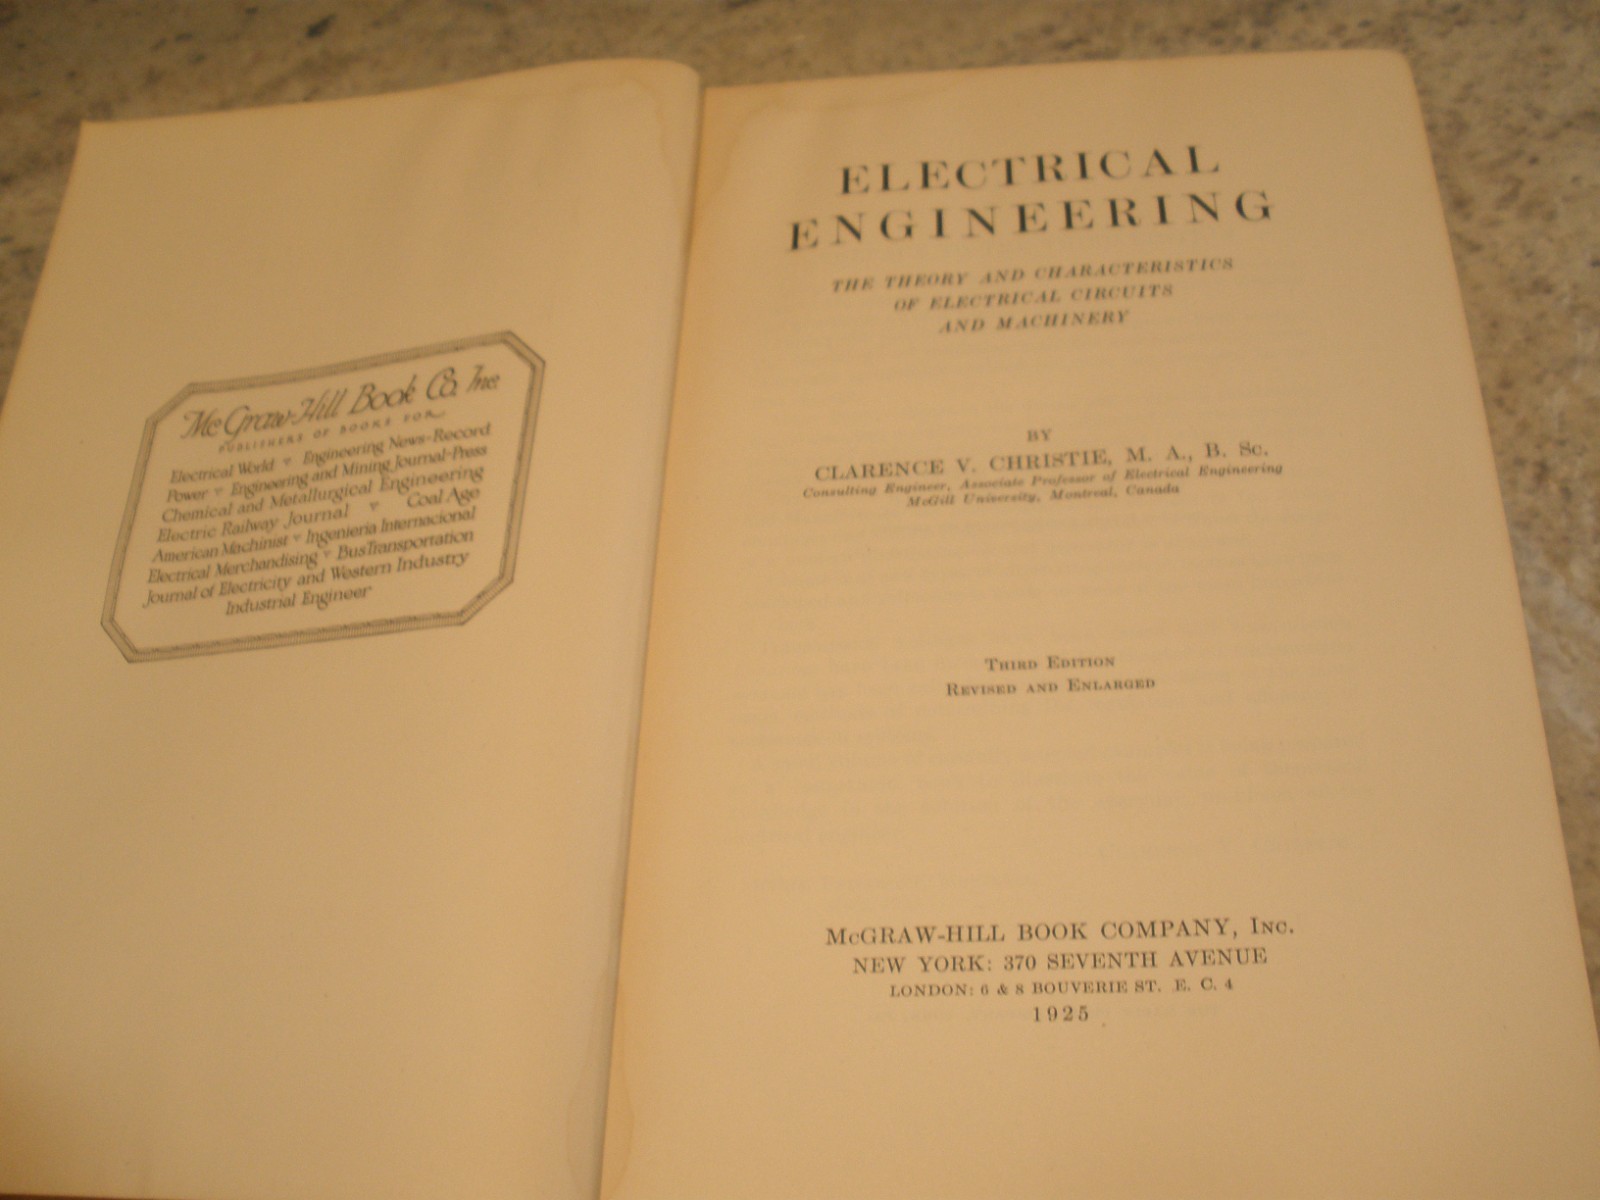 McGraw-Hill Book Co. Inc.
PUBLISHERS OF BOOKS FOR
Electrical World ▾ Engineering News-Record
Power ▾ Engineering and Mining Journal-Press
Chemical and Metallurgical Engineering
Electric Railway Journal ▾ Coal Age
American Machinist ▾ Ingenieria Internacional
Electrical Merchandising ▾ Bus Transportation
Journal of Electricity and Western Industry
Industrial Engineer
ELECTRICAL
ENGINEERING
THE THEORY AND CHARACTERISTICS
OF ELECTRICAL CIRCUITS
AND MACHINERY
BY
CLARENCE V. CHRISTIE, M. A., B. Sc.
Consulting Engineer, Associate Professor of Electrical Engineering
McGill University, Montreal, Canada
Third Edition
Revised and Enlarged
McGRAW-HILL BOOK COMPANY, Inc.
NEW YORK: 370 SEVENTH AVENUE
LONDON: 6 & 8 BOUVERIE ST. E. C. 4
1925